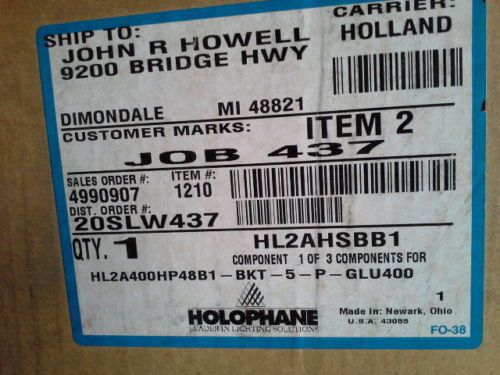 SHIP TO:
CARRIER:
JOHN R HOWELL
HOLLAND
9200 BRIDGE HWY
DIMONDALE MI 48821
CUSTOMER MARKS: ITEM 2
JOB 437
SALES ORDER #: ITEM #:
4990907 1210
DIST. ORDER #:
20SLW437
QTY. 1 HL2AHSBB1
COMPONENT 1 OF 3 COMPONENTS FOR
HL2A400HP48B1-BKT-5-P-GLU400
1
HOLOPHANE
LEADER IN LIGHTING SOLUTIONS
Made In: Newark, Ohio
U.S.A. 43055
FO-38